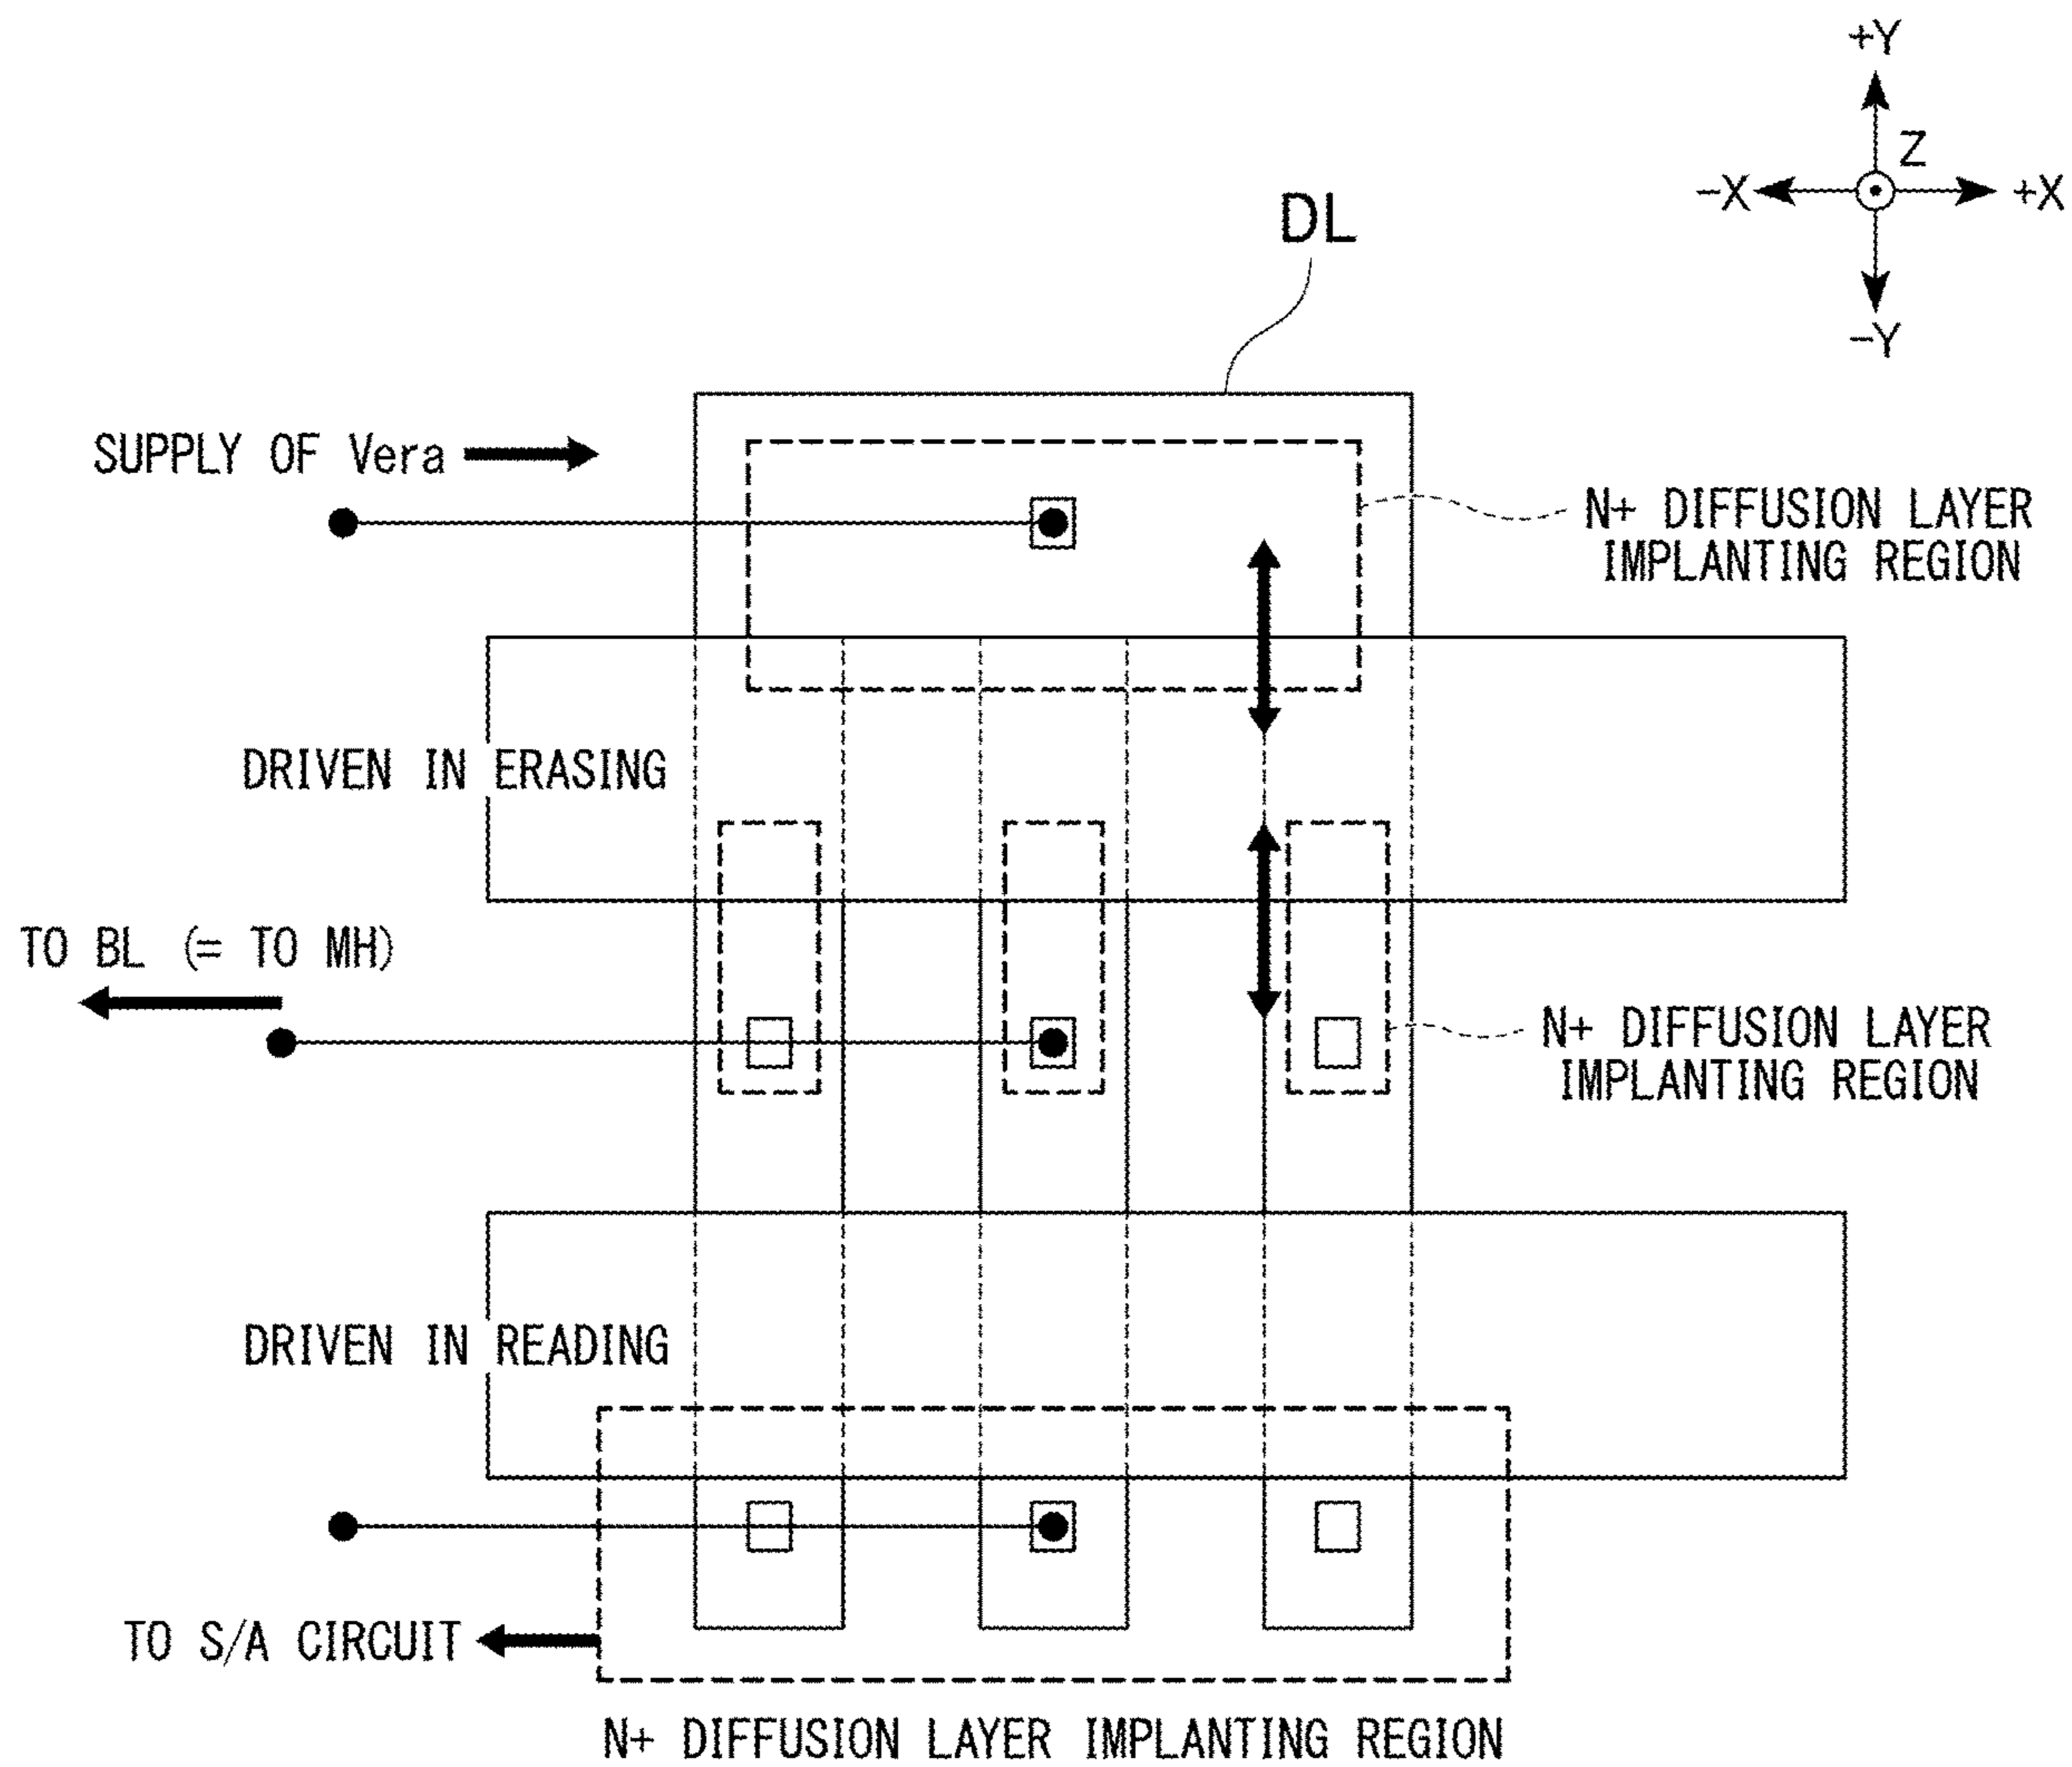 +Y
Z
-X
+X
-Y
DL
SUPPLY OF Vera
N+ DIFFUSION LAYER
IMPLANTING REGION
DRIVEN IN ERASING
TO BL (= TO MH)
N+ DIFFUSION LAYER
IMPLANTING REGION
DRIVEN IN READING
TO S/A CIRCUIT
N+ DIFFUSION LAYER IMPLANTING REGION